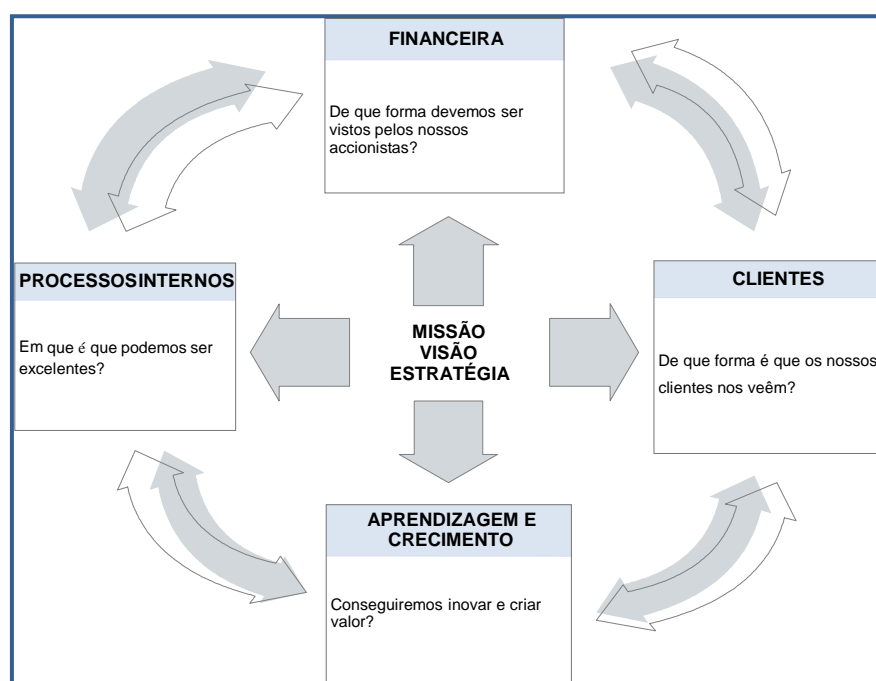 FINANCEIRA
De que forma devemos ser
vistos pelos nossos
accionistas?
PROCESSOSINTERNOS
Em que é que podemos ser
excelentes?
MISSÃO
VISÃO
ESTRATÉGIA
CLIENTES
De que forma é que os nossos
clientes nos veêm?
APRENDIZAGEM E
CRECIMENTO
Conseguiremos inovar e criar
valor?